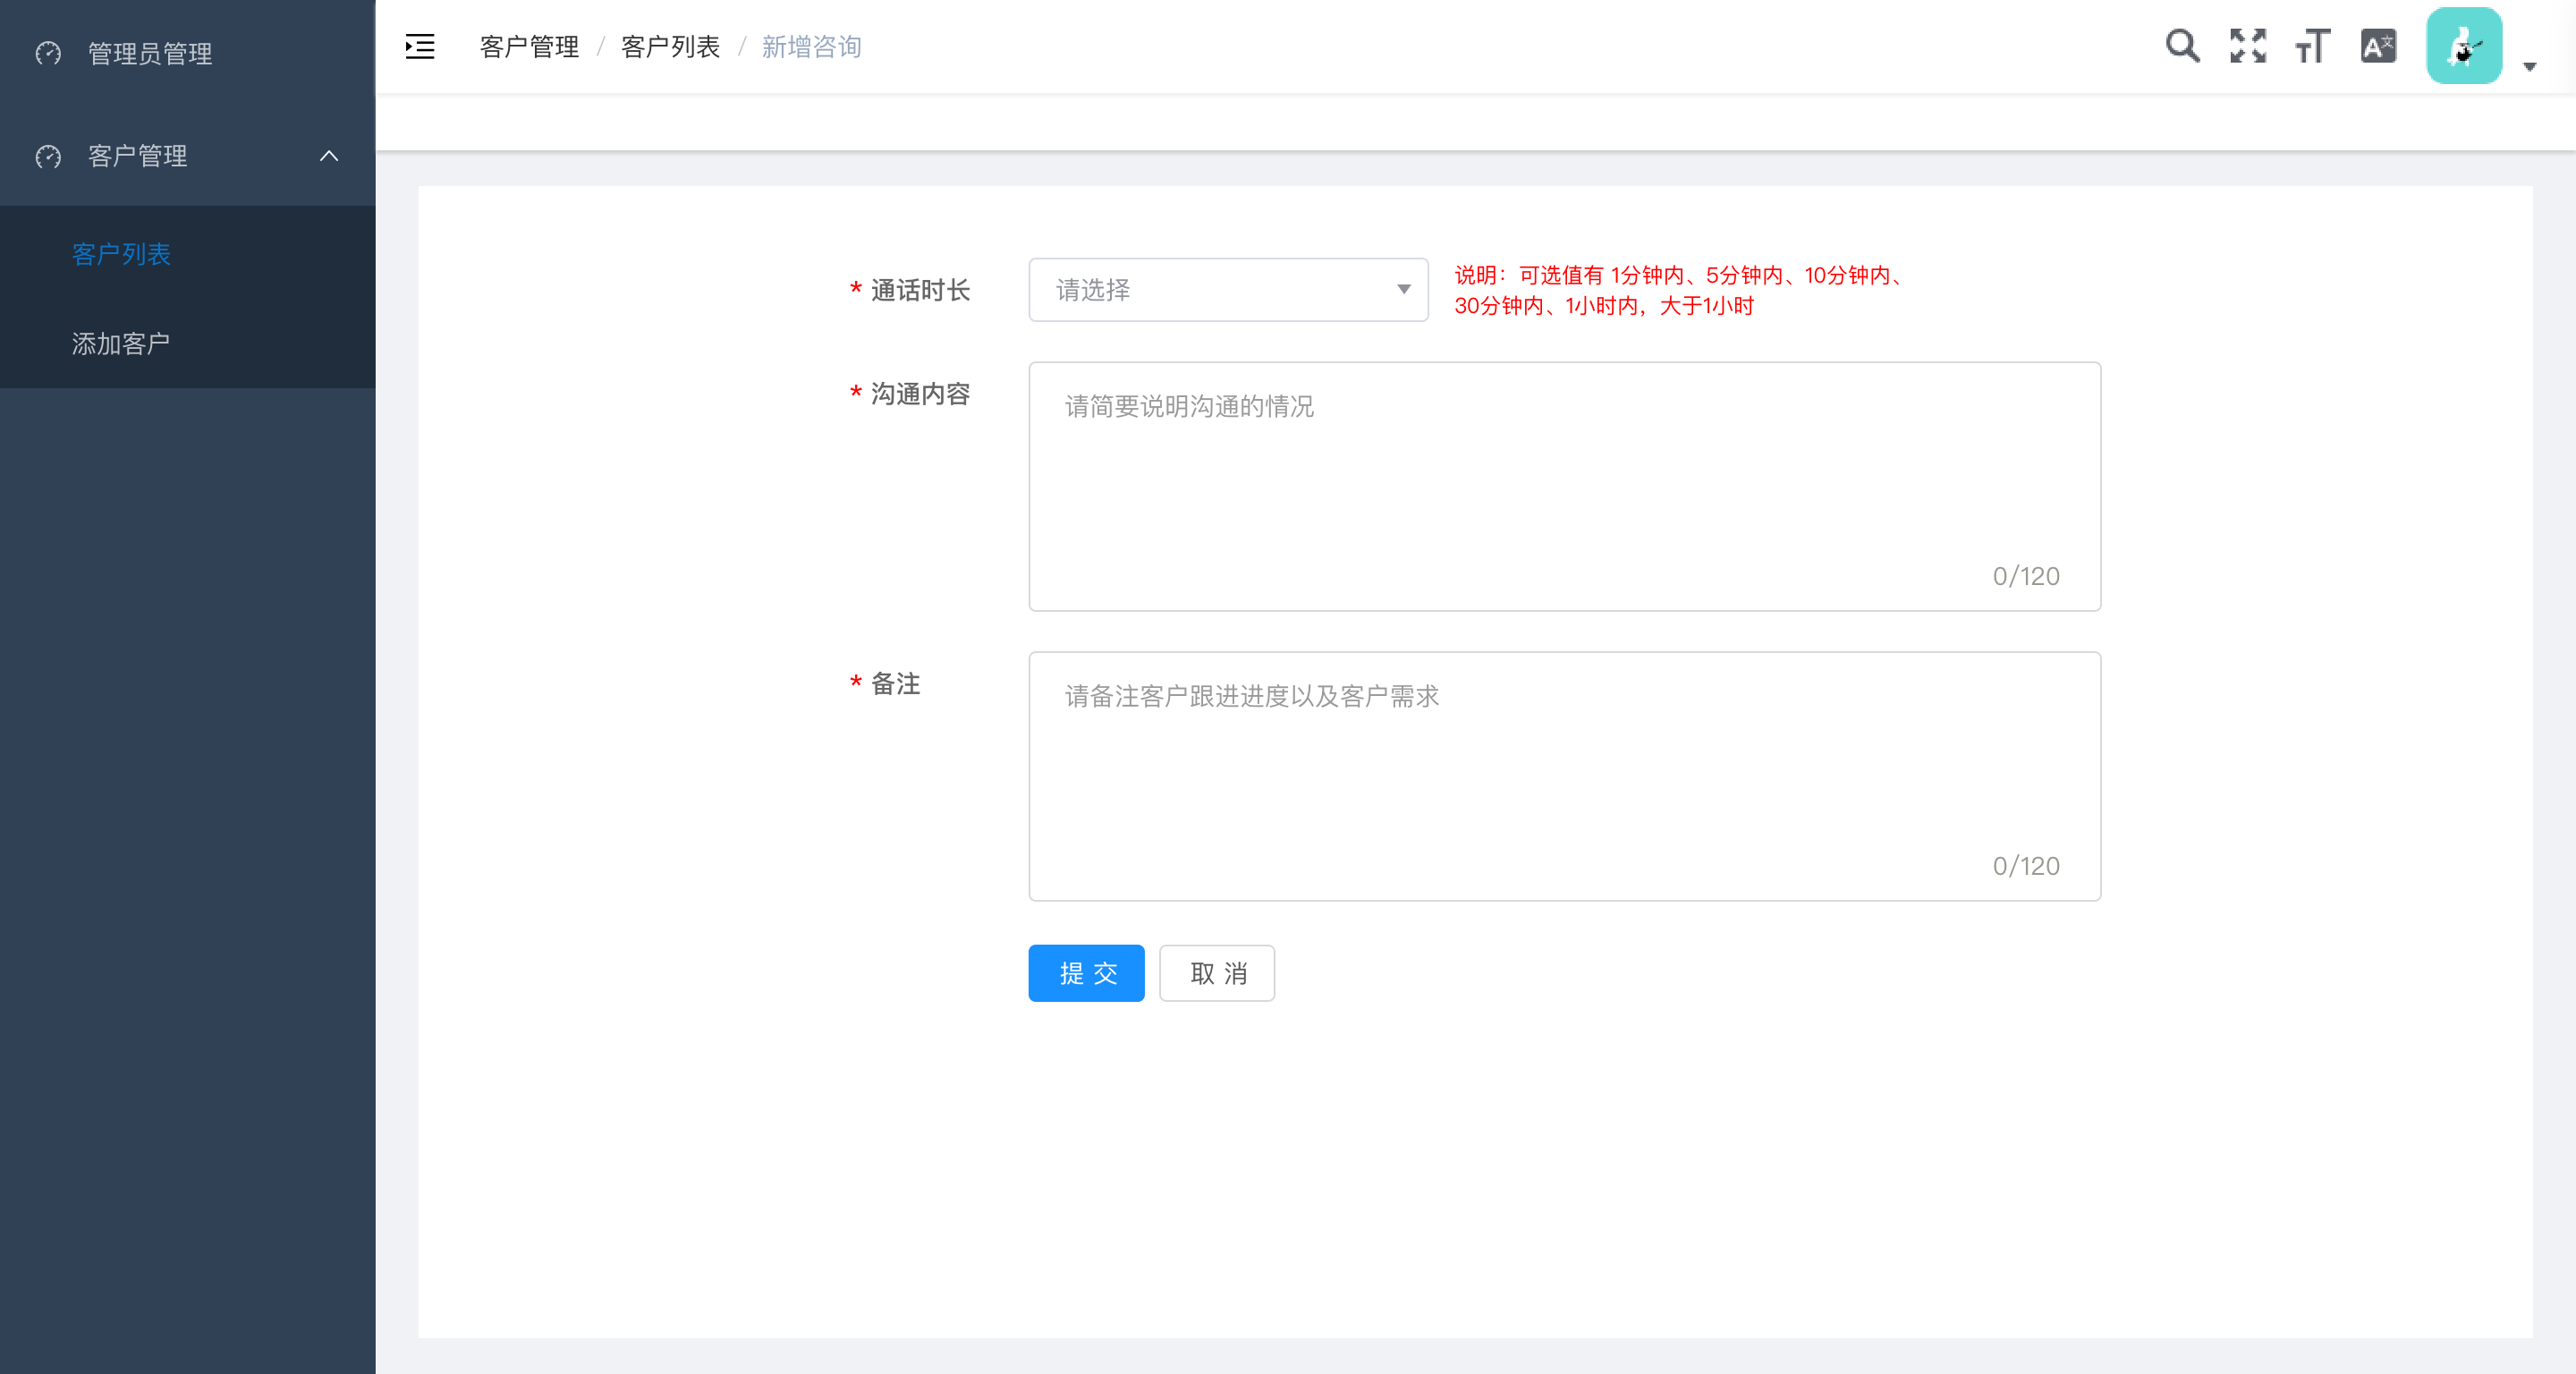 管理员管理
客户管理
客户列表
添加客户
客户管理 / 客户列表 / 新增咨询
* 通话时长
请选择
说明：可选值有 1分钟内、5分钟内、10分钟内、
30分钟内、1小时内，大于1小时
* 沟通内容
请简要说明沟通的情况
0/120
* 备注
请备注客户跟进进度以及客户需求
0/120
提 交
取 消